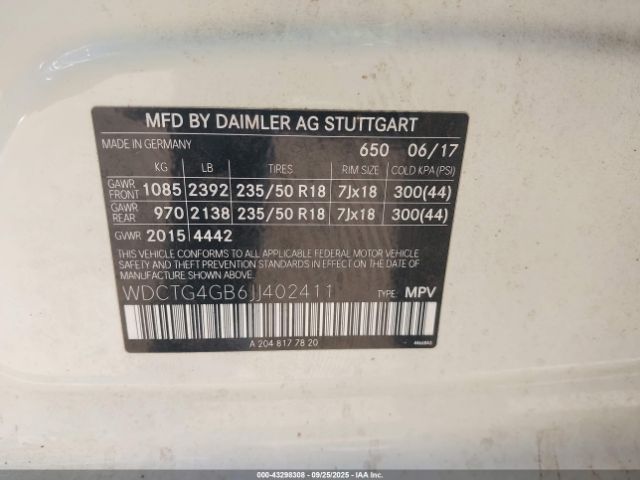 MFD BY DAIMLER AG STUTTGART
MADE IN GERMANY 650 06/17
KG LB TIRES RIM SIZE COLD KPA (PSI)
GAWR FRONT 1085 2392 235/50 R18 7Jx18 300(44)
GAWR REAR 970 2138 235/50 R18 7Jx18 300(44)
GVWR 2015 4442
THIS VEHICLE CONFORMS TO ALL APPLICABLE FEDERAL MOTOR VEHICLE
SAFETY AND THEFT PREVENTION STANDARDS IN EFFECT ON THE DATE OF
MANUFACTURE SHOWN ABOVE.
WDCTG4GB6JJ402411 TYPE: MPV
A 204 817 78 20
000-43298308 - 09/25/2025 - iaai.com